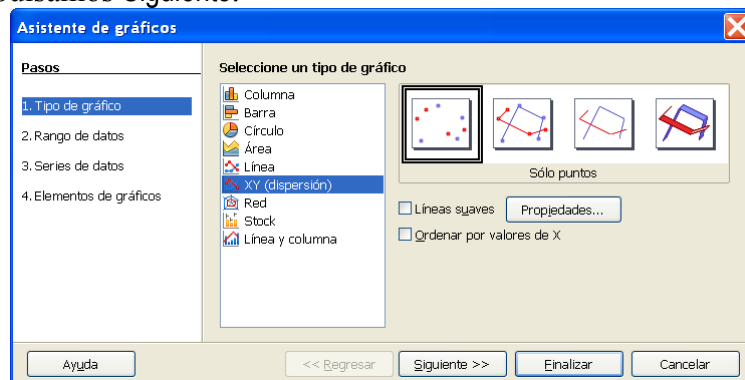 pulsamos Siguiente.
Asistente de gráficos
Pasos
1. Tipo de gráfico
2. Rango de datos
3. Series de datos
4. Elementos de gráficos
Seleccione un tipo de gráfico
Columna
Barra
Círculo
Área
Línea
XY (dispersión)
Red
Stock
Línea y columna
Sólo puntos
Líneas suaves
Propiedades...
Ordenar por valores de X
Ayuda
<< Regresar
Siguiente >>
Finalizar
Cancelar